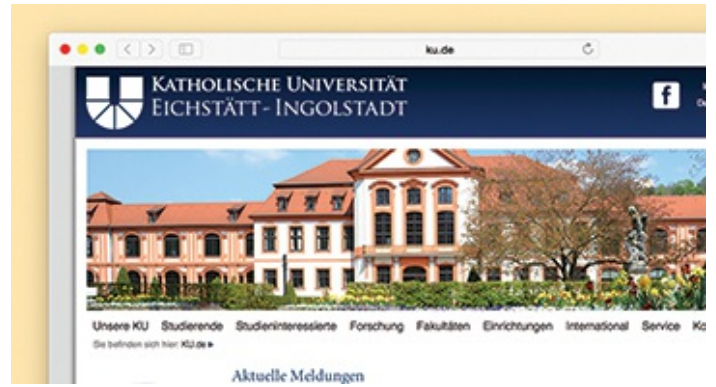 ku.de
KATHOLISCHE UNIVERSITÄT
EICHSTÄTT-INGOLSTADT
f
Unsere KU Studierende Studieninteressierte Forschung Fakultäten Einrichtungen International Service
Sie befinden sich hier: KU.de
Aktuelle Meldungen